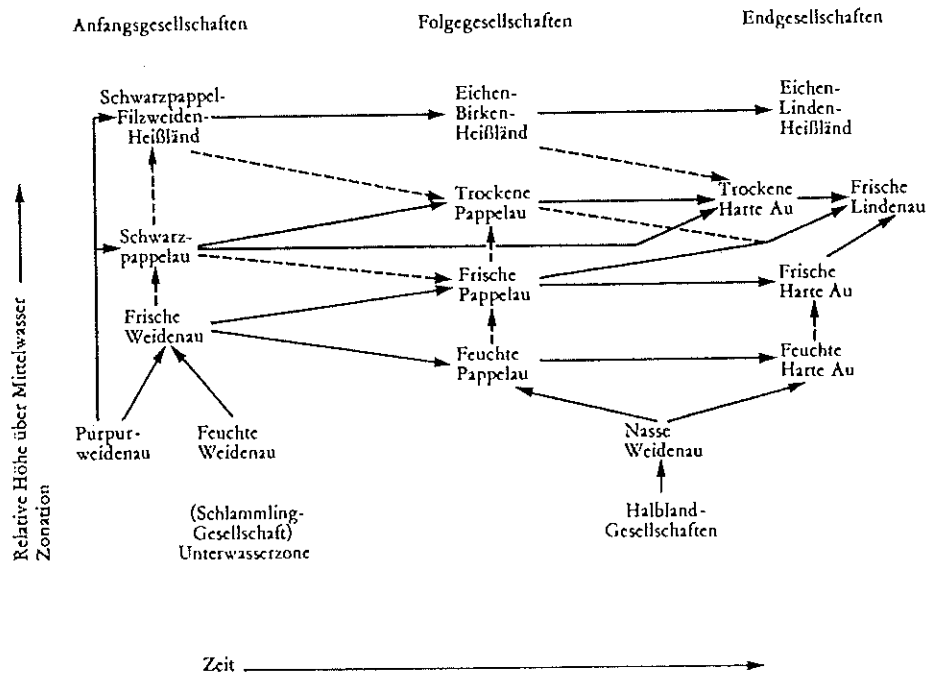 Anfangsgesellschaften
Folgegesellschaften
Endgesellschaften
Schwarzpappel-
Filzweiden-
Heißländ
Eichen-
Birken-
Heißländ
Eichen-
Linden-
Heißländ
Trockene
Pappelau
Trockene
Harte Au
Frische
Lindenau
Schwarz-
pappelau
Frische
Pappelau
Frische
Harte Au
Frische
Weidenau
Feuchte
Pappelau
Feuchte
Harte Au
Purpur-
weidenau
Feuchte
Weidenau
Nasse
Weidenau
(Schlammling-
Gesellschaft)
Unterwasserzone
Halbland-
Gesellschaften
Relative Höhe über Mittelwasser
Zonation
Zeit